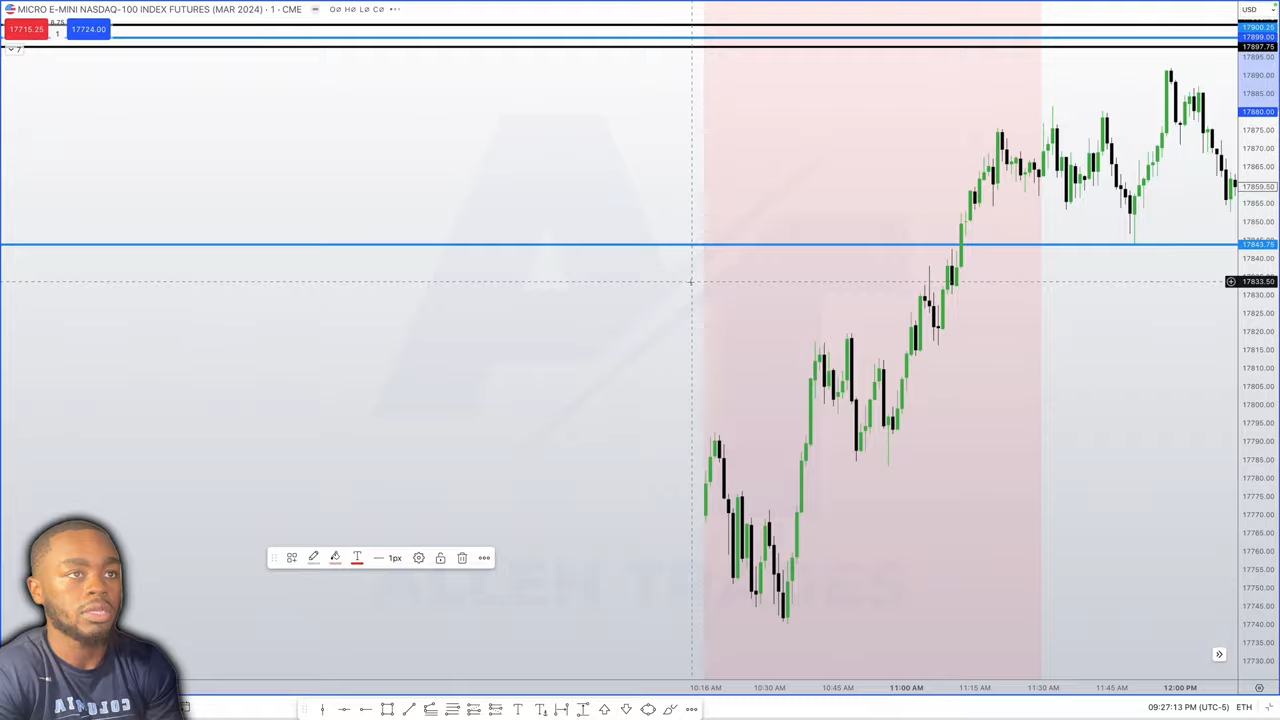 MICRO E-MINI NASDAQ-100 INDEX FUTURES (MAR 2024) · 1 · CME
O∅ H∅ L∅ C∅
USD
17715.25
1
17724.00
7
17900.25
17899.00
17897.75
17895.00
17890.00
17885.00
17880.00
17875.00
17870.00
17865.00
17859.50
17855.00
17850.00
17843.75
17840.00
17833.50
17830.00
17825.00
17820.00
17815.00
17810.00
17805.00
17800.00
17795.00
17790.00
17785.00
17780.00
17775.00
17770.00
17765.00
17760.00
17755.00
17750.00
17745.00
17740.00
17735.00
17730.00
T
1px
10:16 AM
10:30 AM
10:45 AM
11:00 AM
11:15 AM
11:30 AM
11:45 AM
12:00 PM
09:27:13 PM (UTC-5)
ETH